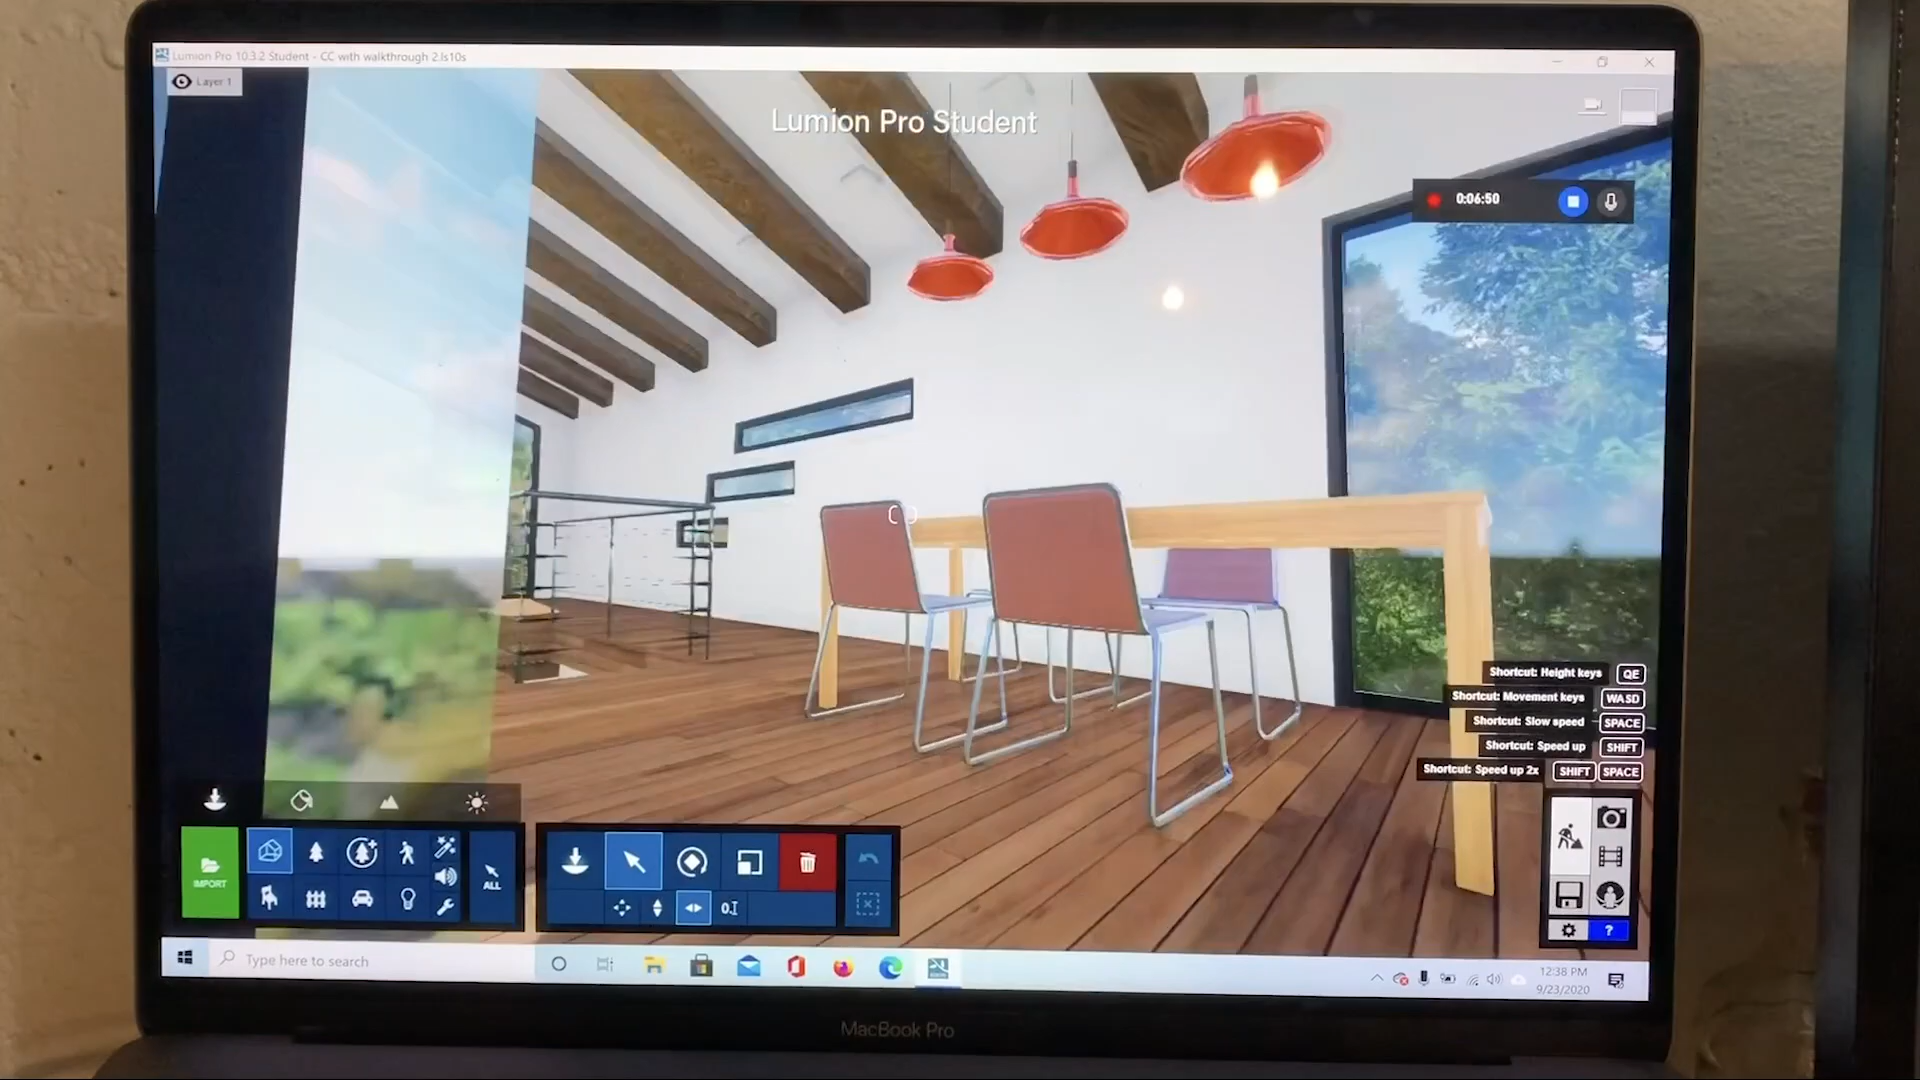 Lumion Pro 10.3.2 Student - CC with walkthrough 2.ls10s
Layer 1
Lumion Pro Student
0:06:50
Shortcut: Height keys QE
Shortcut: Movement keys WASD
Shortcut: Slow speed SPACE
Shortcut: Speed up SHIFT
Shortcut: Speed up 2x SHIFT SPACE
IMPORT
ALL
?
Type here to search
12:38 PM
9/23/2020
MacBook Pro